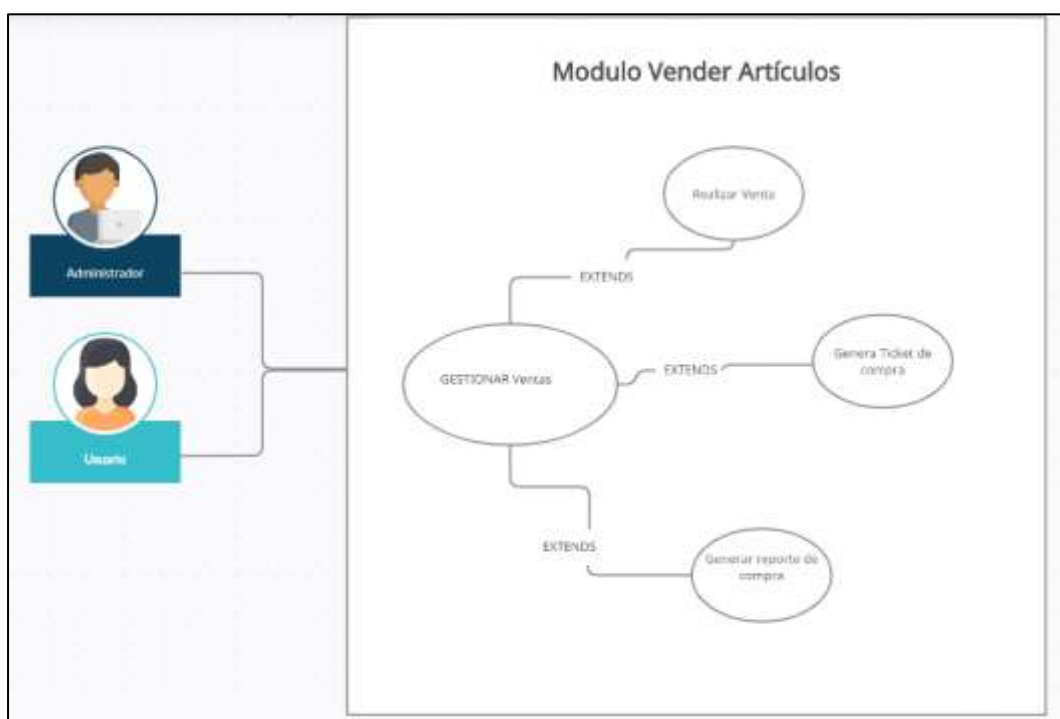 Modulo Vender Artículos
Realizar Venta
Administrador
EXTENDS
Genera Ticket de
compra
EXTENDS
GESTIONAR Ventas
Usuario
EXTENDS
Generar reporte de
compra